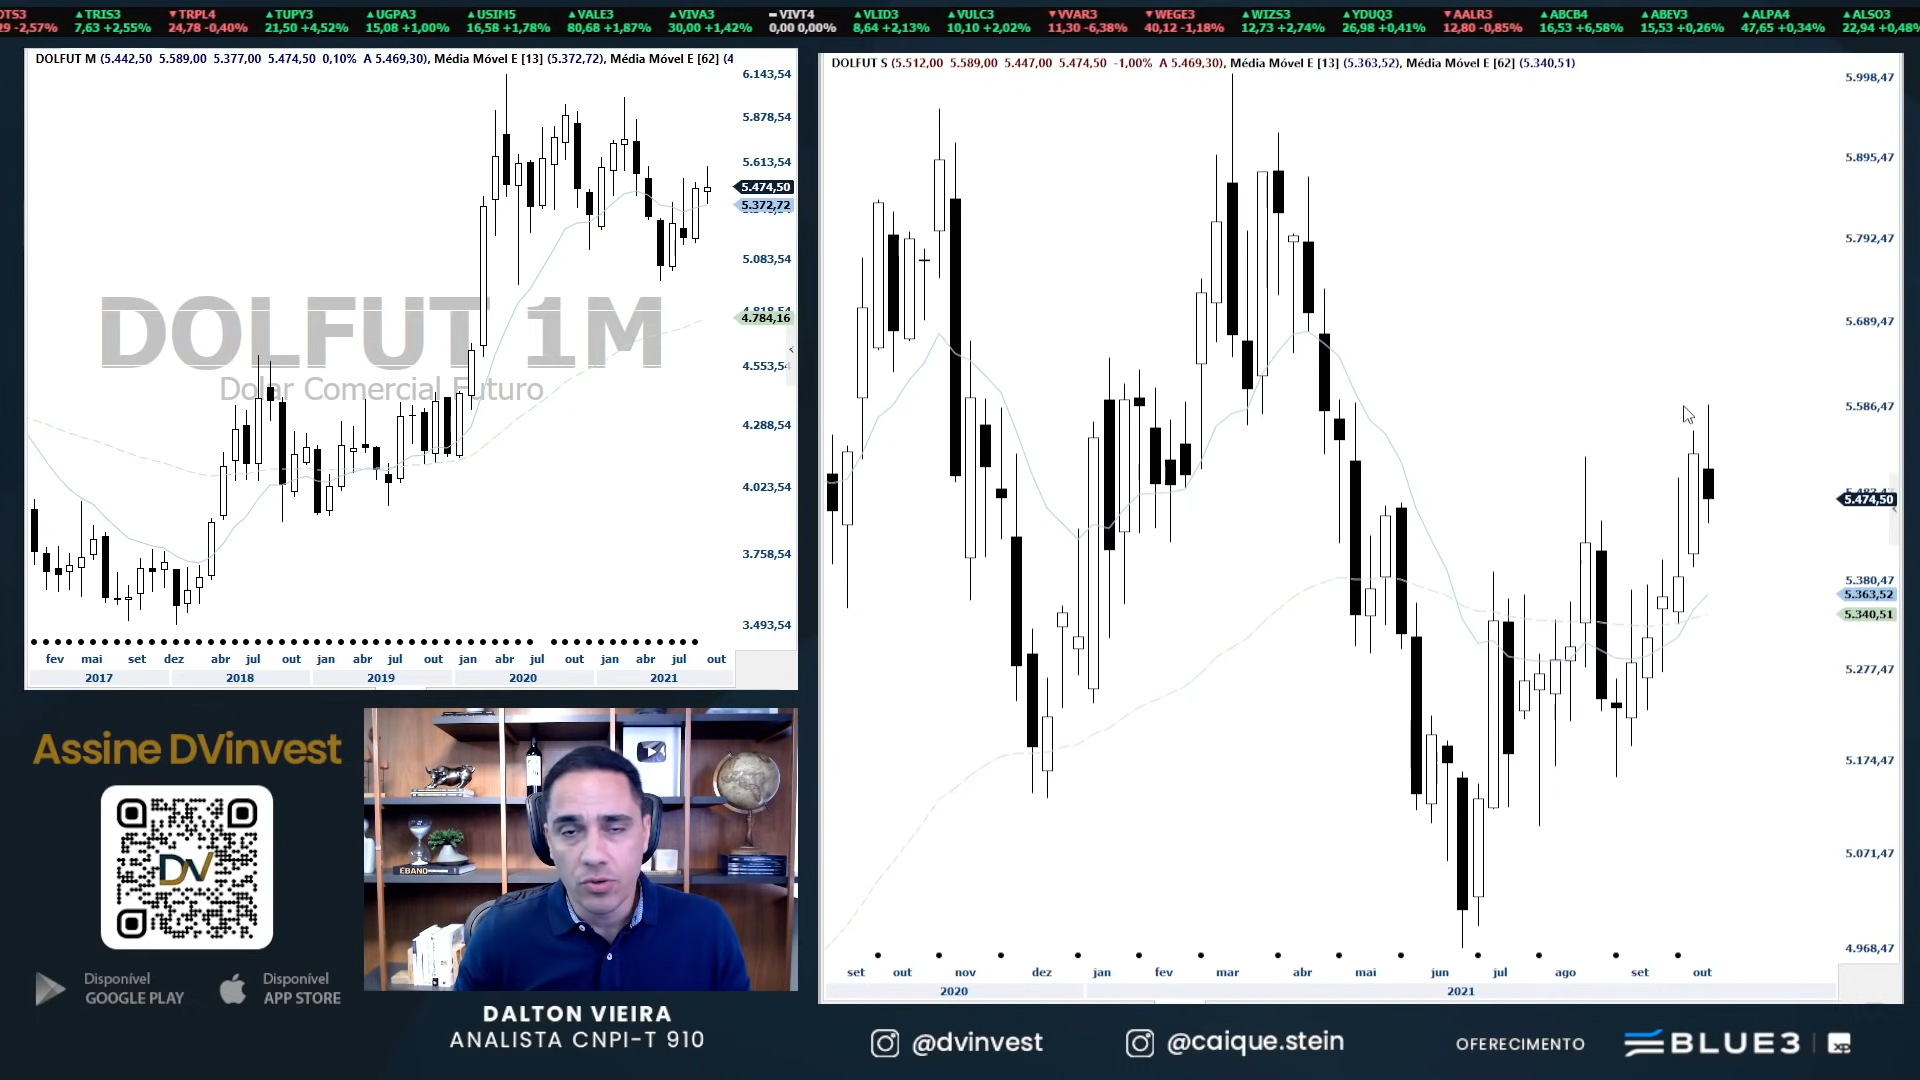 OTS3 ▲TRIS3 ▼TRPL4 ▲TUPY3 ▲UGPA3 ▲USIM5 ▲VALE3 ▲VIVA3 ▬VIVT4 ▲VLID3 ▲VULC3 ▼VVAR3 ▼WEGE3 ▲WIZS3 ▲YDUQ3 ▼AALR3 ▲ABCB4 ▲ABEV3 ▲ALPA4 ▲ALSO3
29 -2,57% 7,63 +2,55% 24,78 -0,40% 21,50 +4,52% 15,08 +1,00% 16,58 +1,78% 80,68 +1,87% 30,00 +1,42% 0,00 0,00% 8,64 +2,13% 10,10 +2,02% 11,30 -6,38% 40,12 -1,18% 12,73 +2,74% 26,98 +0,41% 12,80 -0,85% 16,53 +6,58% 15,53 +0,26% 47,65 +0,34% 22,94 +0,48%
DOLFUT M (5.442,50 5.589,00 5.377,00 5.474,50 0,10% A 5.469,30), Média Móvel E [13] (5.372,72), Média Móvel E [62] (4
6.143,54
5.878,54
5.613,54
5.474,50
5.372,72
5.083,54
4.784,16
4.553,54
4.288,54
4.023,54
3.758,54
3.493,54
DOLFUT 1M
Dolar Comercial Futuro
fev mai set dez abr jul out jan abr jul out jan abr jul out jan abr jul out
2017 2018 2019 2020 2021
DOLFUT S (5.512,00 5.589,00 5.447,00 5.474,50 -1,00% A 5.469,30), Média Móvel E [13] (5.363,52), Média Móvel E [62] (5.340,51)
5.998,47
5.895,47
5.792,47
5.689,47
5.586,47
5.474,50
5.380,47
5.363,52
5.340,51
5.277,47
5.174,47
5.071,47
4.968,47
set out nov dez jan fev mar abr mai jun jul ago set out
2020 2021
Assine DVinvest
DV
Disponível
GOOGLE PLAY
Disponível
APP STORE
ÉBANO
DALTON VIEIRA
ANALISTA CNPI-T 910
@dvinvest
@caique.stein
OFERECIMENTO
BLUE3
xp